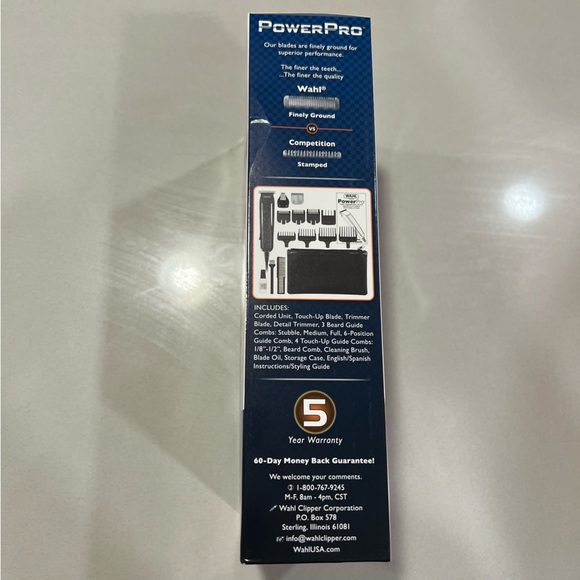 POWERPRO
Our blades are finely ground for
superior performance.
The finer the teeth...
...The finer the quality
Wahl®
Finely Ground
VS
Competition
Stamped
WAHL
PowerPro
INCLUDES:
Corded Unit, Touch-Up Blade, Trimmer
Blade, Detail Trimmer, 3 Beard Guide
Combs: Stubble, Medium, Full, 6-Position
Guide Comb, 4 Touch-Up Guide Combs:
1/8"-1/2", Beard Comb, Cleaning Brush,
Blade Oil, Storage Case, English/Spanish
Instructions/Styling Guide
5
Year Warranty
60-Day Money Back Guarantee!
We welcome your comments.
1-800-767-9245
M-F, 8am - 4pm, CST
Wahl Clipper Corporation
P.O. Box 578
Sterling, Illinois 61081
info@wahlclipper.com
WahlUSA.com